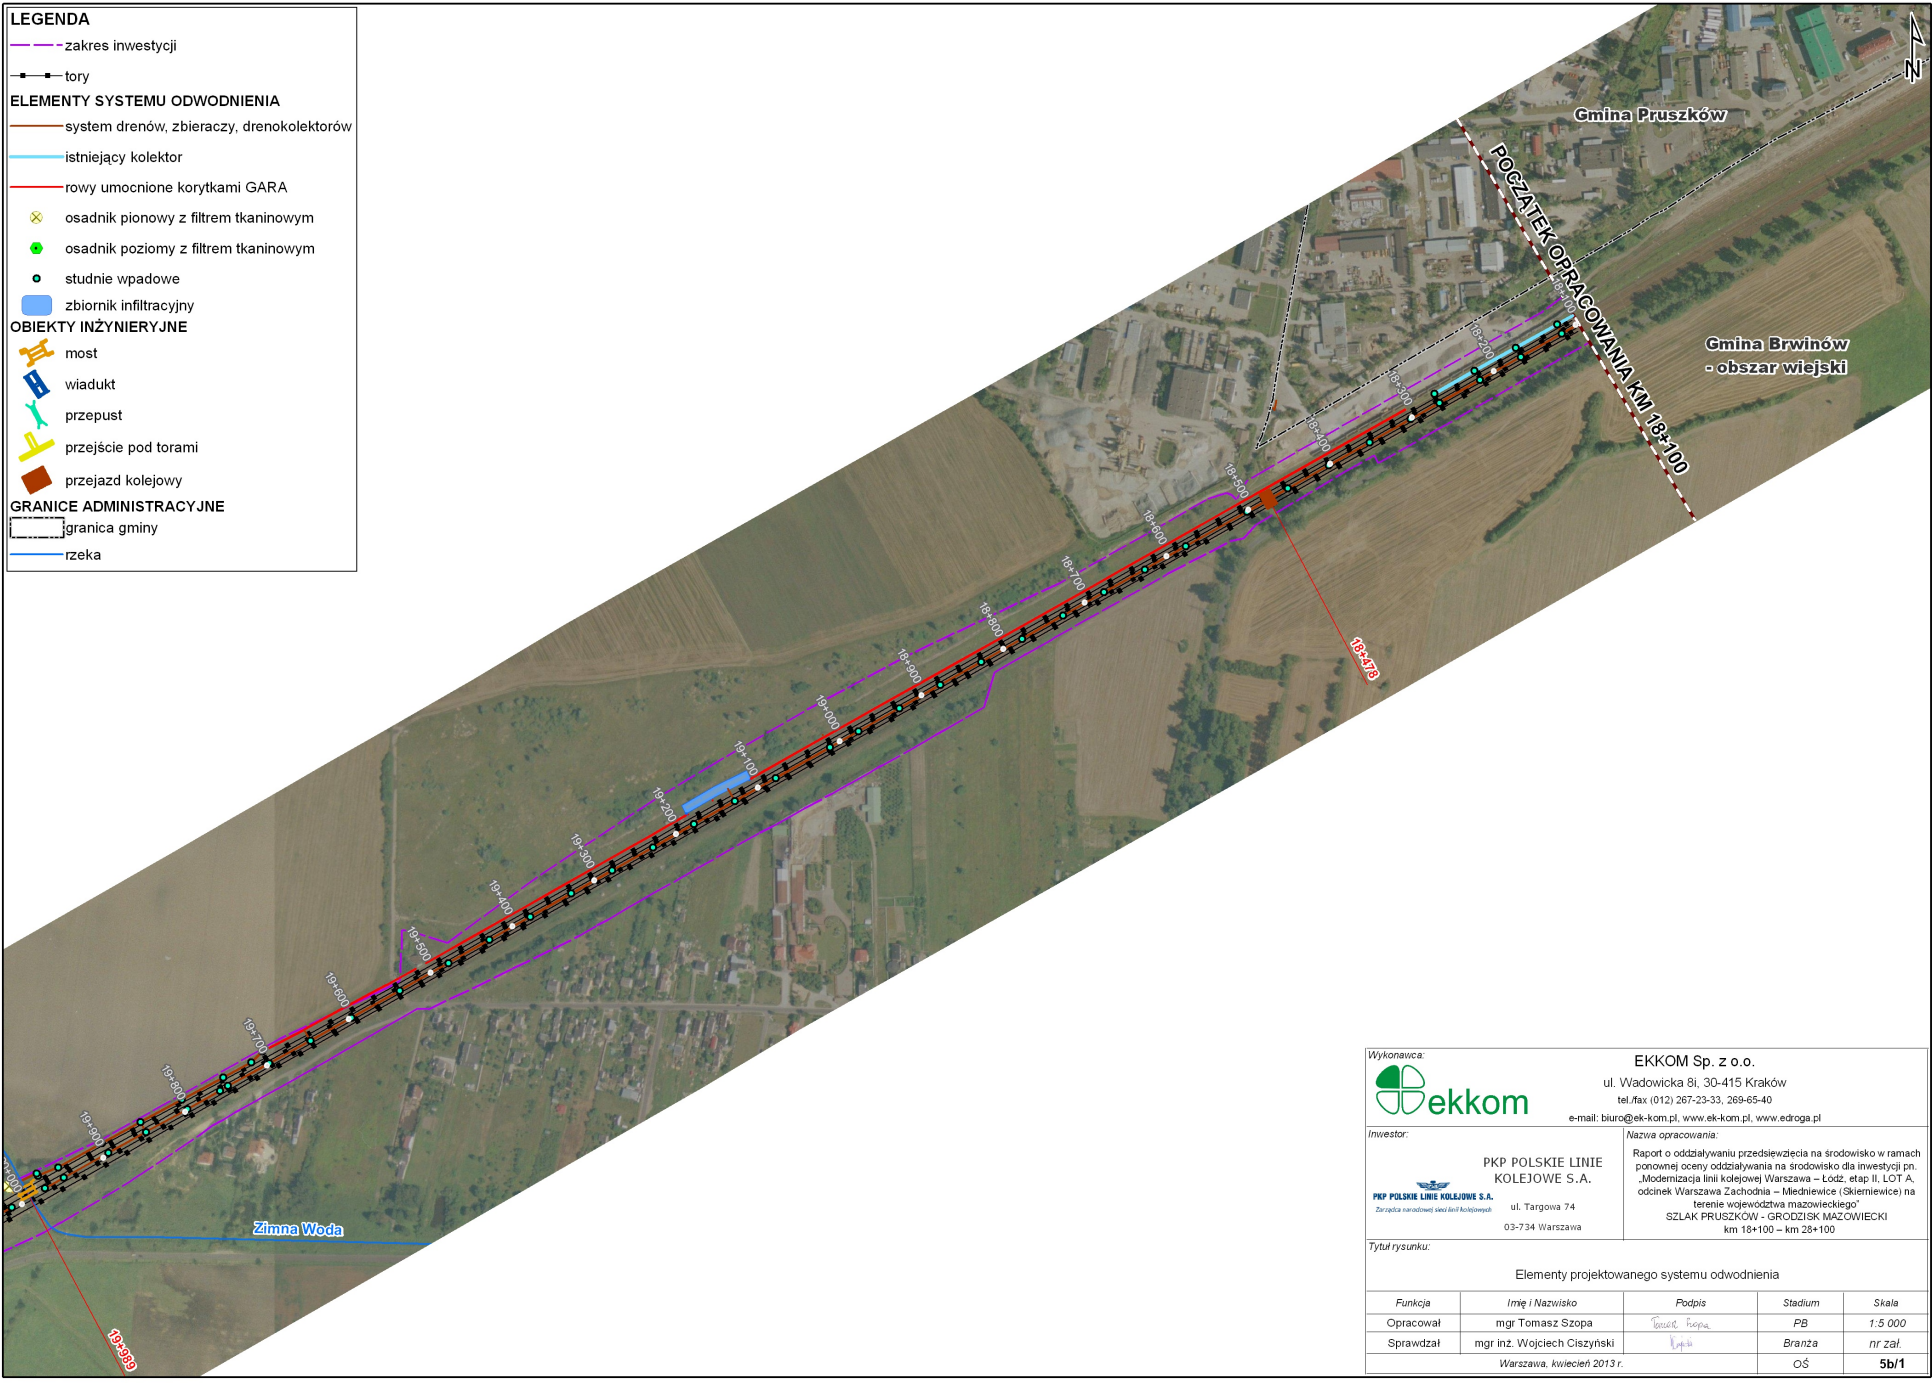 LEGENDA
zakres inwestycji
tory
ELEMENTY SYSTEMU ODWODNIENIA
system drenów, zbieraczy, drenokolektorów
istniejący kolektor
rowy umocnione korytkami GARA
osadnik pionowy z filtrem tkaninowym
osadnik poziomy z filtrem tkaninowym
studnie wpadowe
zbiornik infiltracyjny
OBIEKTY INŻYNIERYJNE
most
wiadukt
przepust
przejście pod torami
przejazd kolejowy
GRANICE ADMINISTRACYJNE
granica gminy
rzeka
N
Gmina Pruszków
POCZĄTEK OPRACOWANIA KM 18+100
Gmina Brwinów
- obszar wiejski
18+100
18+200
18+300
18+400
18+500
18+600
18+700
18+800
18+900
19+000
19+100
19+200
19+300
19+400
19+500
19+600
19+700
19+800
19+900
18+478
19+989
Zimna Woda
Wykonawca:
ekkom
EKKOM Sp. z o.o.
ul. Wadowicka 8i, 30-415 Kraków
tel./fax (012) 267-23-33, 269-65-40
e-mail: biuro@ek-kom.pl, www.ek-kom.pl, www.edroga.pl
Inwestor:
PKP POLSKIE LINIE
KOLEJOWE S.A.
PKP POLSKIE LINIE KOLEJOWE S.A.
Zarządca narodowej sieci linii kolejowych
ul. Targowa 74
03-734 Warszawa
Nazwa opracowania:
Raport o oddziaływaniu przedsięwzięcia na środowisko w ramach
ponownej oceny oddziaływania na środowisko dla inwestycji pn.
„Modernizacja linii kolejowej Warszawa – Łódź, etap II, LOT A,
odcinek Warszawa Zachodnia – Miedniewice (Skierniewice) na
terenie województwa mazowieckiego"
SZLAK PRUSZKÓW - GRODZISK MAZOWIECKI
km 18+100 – km 28+100
Tytuł rysunku:
Elementy projektowanego systemu odwodnienia
Funkcja Imię i Nazwisko Podpis Stadium Skala
Opracował mgr Tomasz Szopa PB 1:5 000
Sprawdzał mgr inż. Wojciech Ciszyński Branża nr zał.
Warszawa, kwiecień 2013 r. OŚ 5b/1